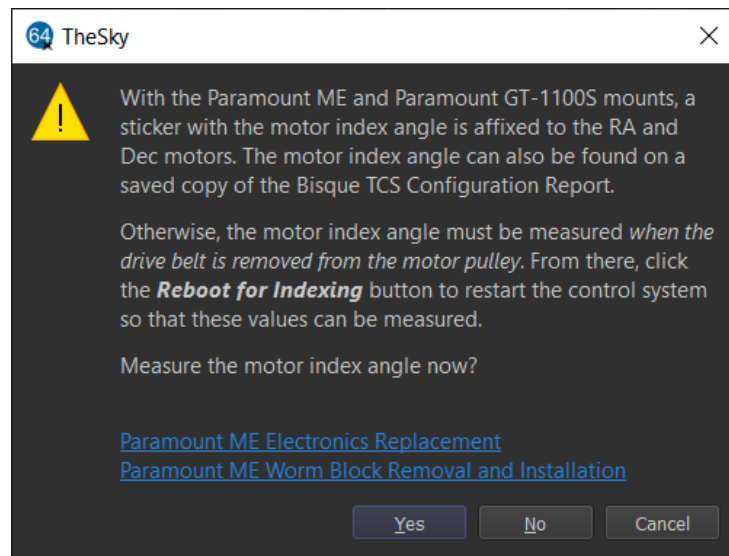 64
TheSky
With the Paramount ME and Paramount GT-1100S mounts, a
sticker with the motor index angle is affixed to the RA and
Dec motors. The motor index angle can also be found on a
saved copy of the Bisque TCS Configuration Report.
Otherwise, the motor index angle must be measured when the
drive belt is removed from the motor pulley. From there, click
the Reboot for Indexing button to restart the control system
so that these values can be measured.
Measure the motor index angle now?
Paramount ME Electronics Replacement
Paramount ME Worm Block Removal and Installation
Yes
No
Cancel